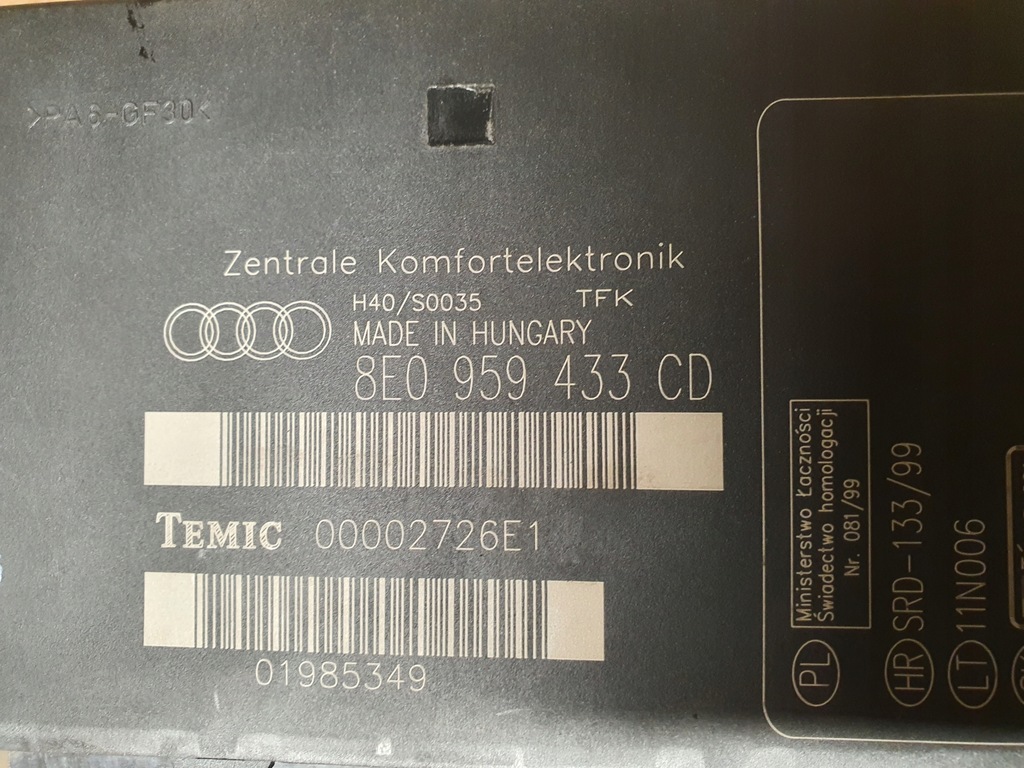 >PA6-GF30<
Zentrale Komfortelektronik
H40/S0035 TFK
MADE IN HUNGARY
8E0 959 433 CD
TEMIC 00002726E1
01985349
PL
Ministerstwo Łączności
Świadectwo homologacji
Nr. 081/99
HR SRD-133/99
LT 11N006